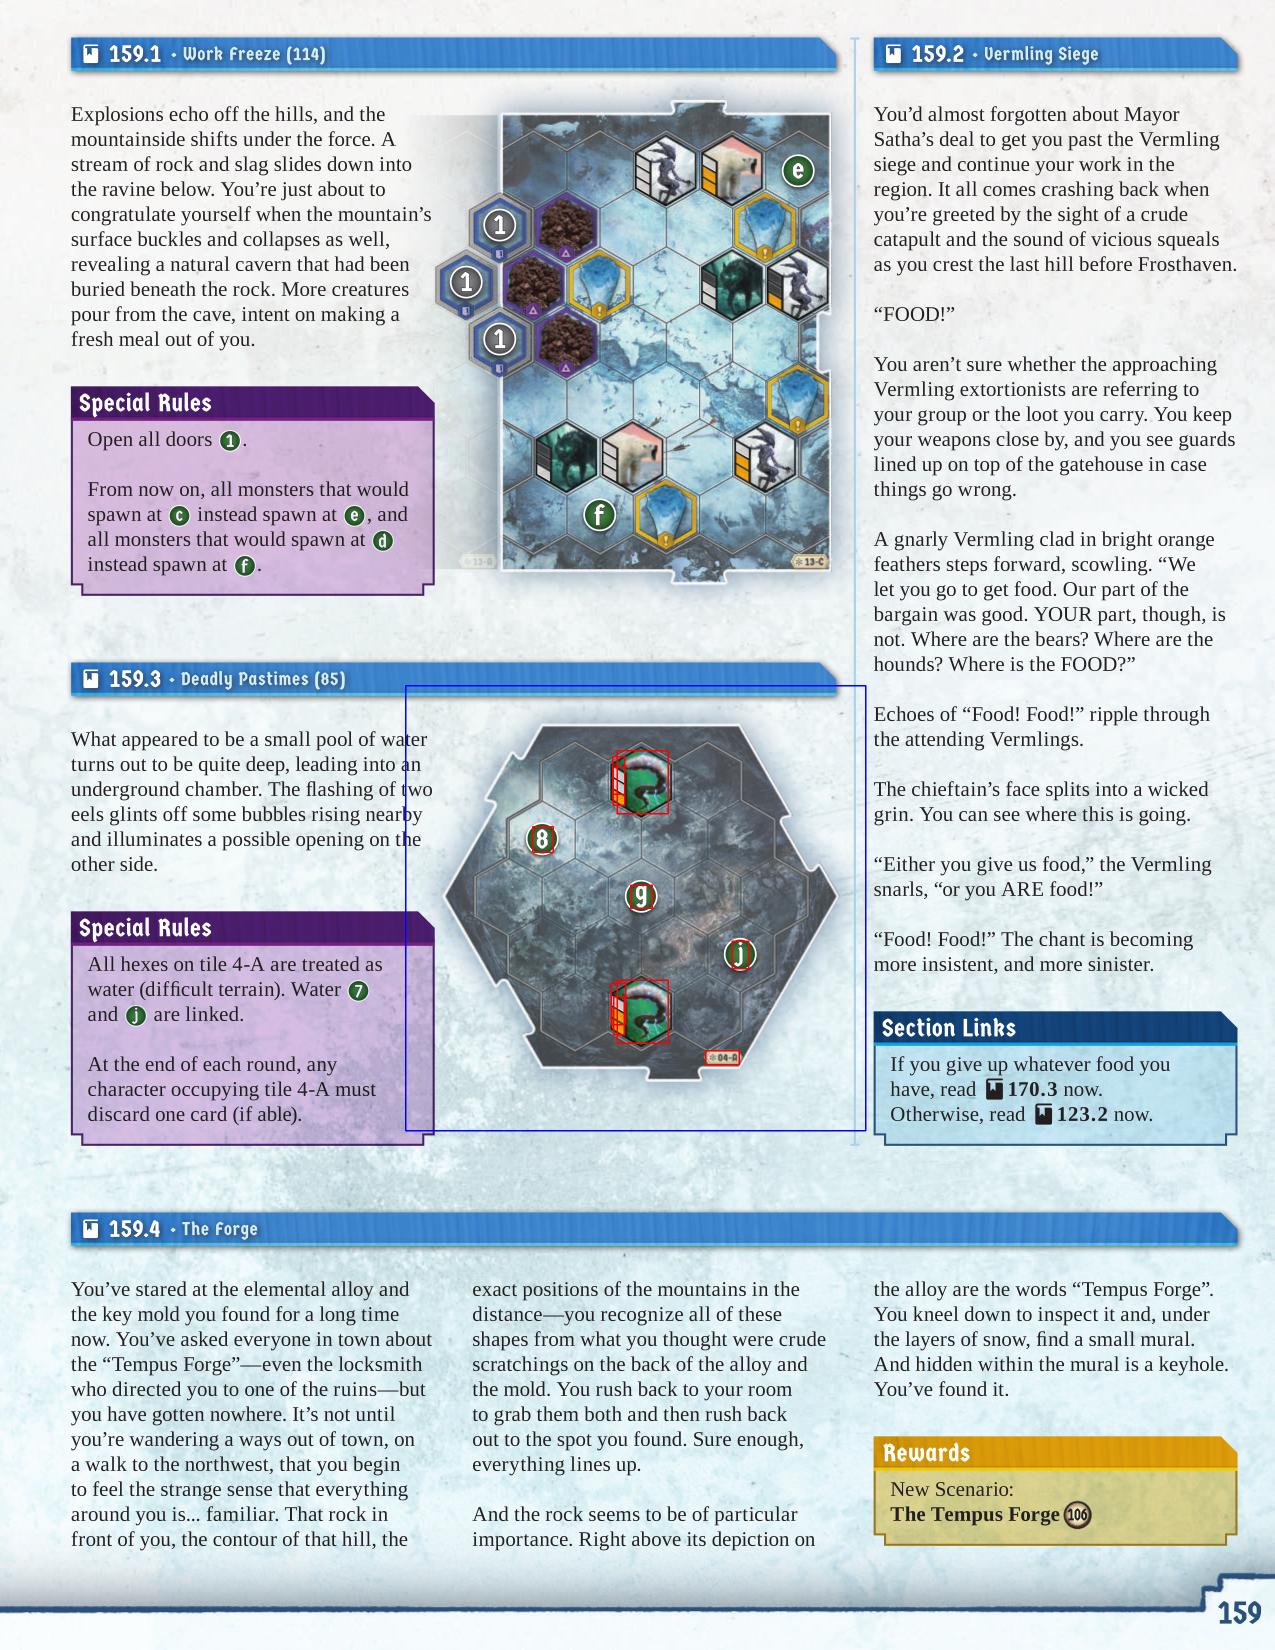 159.1 • Work Freeze (114)
Explosions echo off the hills, and the
mountainside shifts under the force. A
stream of rock and slag slides down into
the ravine below. You’re just about to
congratulate yourself when the mountain’s
surface buckles and collapses as well,
revealing a natural cavern that had been
buried beneath the rock. More creatures
pour from the cave, intent on making a
fresh meal out of you.
Special Rules
Open all doors 1.
From now on, all monsters that would
spawn at c instead spawn at e, and
all monsters that would spawn at d
instead spawn at f.
e
1
1
1
f
13-B
13-C
159.2 • Vermling Siege
You’d almost forgotten about Mayor
Satha’s deal to get you past the Vermling
siege and continue your work in the
region. It all comes crashing back when
you’re greeted by the sight of a crude
catapult and the sound of vicious squeals
as you crest the last hill before Frosthaven.
“FOOD!”
You aren’t sure whether the approaching
Vermling extortionists are referring to
your group or the loot you carry. You keep
your weapons close by, and you see guards
lined up on top of the gatehouse in case
things go wrong.
A gnarly Vermling clad in bright orange
feathers steps forward, scowling. “We
let you go to get food. Our part of the
bargain was good. YOUR part, though, is
not. Where are the bears? Where are the
hounds? Where is the FOOD?”
Echoes of “Food! Food!” ripple through
the attending Vermlings.
The chieftain’s face splits into a wicked
grin. You can see where this is going.
“Either you give us food,” the Vermling
snarls, “or you ARE food!”
“Food! Food!” The chant is becoming
more insistent, and more sinister.
Section Links
If you give up whatever food you
have, read 170.3 now.
Otherwise, read 123.2 now.
159.3 • Deadly Pastimes (85)
What appeared to be a small pool of water
turns out to be quite deep, leading into an
underground chamber. The flashing of two
eels glints off some bubbles rising nearby
and illuminates a possible opening on the
other side.
Special Rules
All hexes on tile 4-A are treated as
water (difficult terrain). Water 7
and j are linked.
At the end of each round, any
character occupying tile 4-A must
discard one card (if able).
8
g
j
04-A
159.4 • The Forge
You’ve stared at the elemental alloy and
the key mold you found for a long time
now. You’ve asked everyone in town about
the “Tempus Forge”—even the locksmith
who directed you to one of the ruins—but
you have gotten nowhere. It’s not until
you’re wandering a ways out of town, on
a walk to the northwest, that you begin
to feel the strange sense that everything
around you is... familiar. That rock in
front of you, the contour of that hill, the
exact positions of the mountains in the
distance—you recognize all of these
shapes from what you thought were crude
scratchings on the back of the alloy and
the mold. You rush back to your room
to grab them both and then rush back
out to the spot you found. Sure enough,
everything lines up.
And the rock seems to be of particular
importance. Right above its depiction on
the alloy are the words “Tempus Forge”.
You kneel down to inspect it and, under
the layers of snow, find a small mural.
And hidden within the mural is a keyhole.
You’ve found it.
Rewards
New Scenario:
The Tempus Forge 106
159